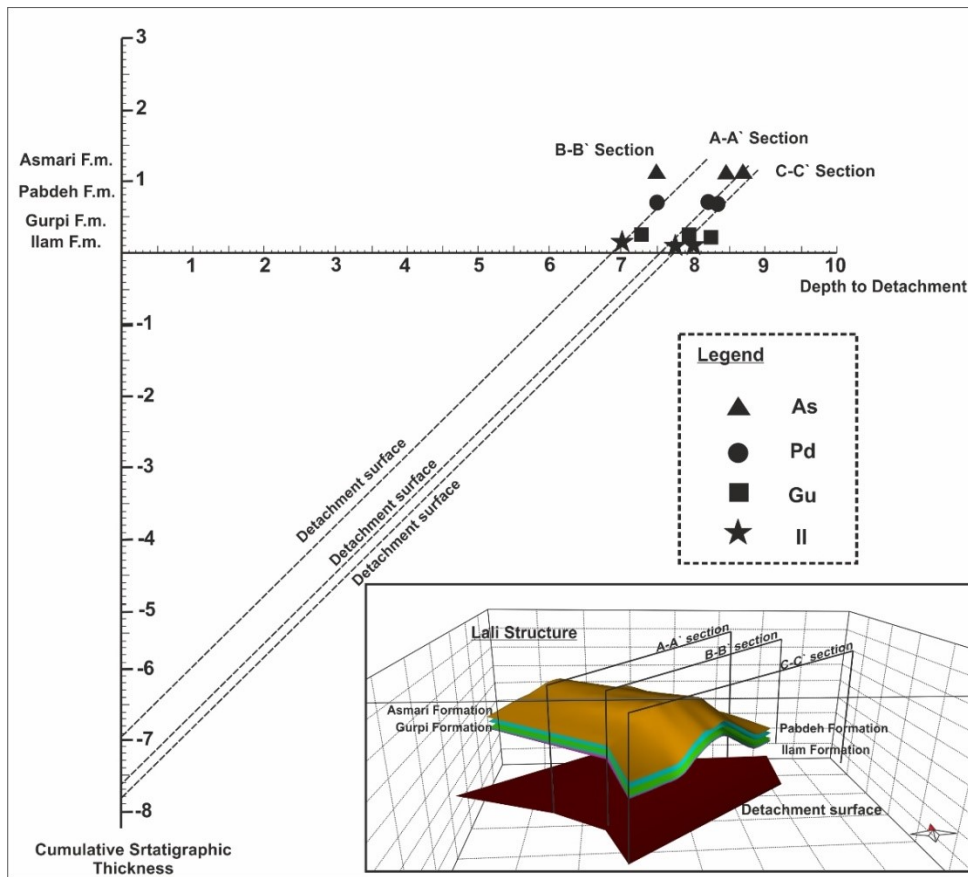 3
2
1
Asmari F.m.
Pabdeh F.m.
Gurpi F.m.
Ilam F.m.
B-B` Section
A-A` Section
C-C` Section
1 2 3 4 5 6 7 8 9 10
Depth to Detachment
-1
-2
-3
-4
-5
-6
-7
-8
Detachment surface
Detachment surface
Detachment surface
Cumulative Srtatigraphic
Thickness
Legend
As
Pd
Gu
Il
Lali Structure
A-A` section
B-B` section
C-C` section
Asmari Formation
Gurpi Formation
Pabdeh Formation
Ilam Formation
Detachment surface